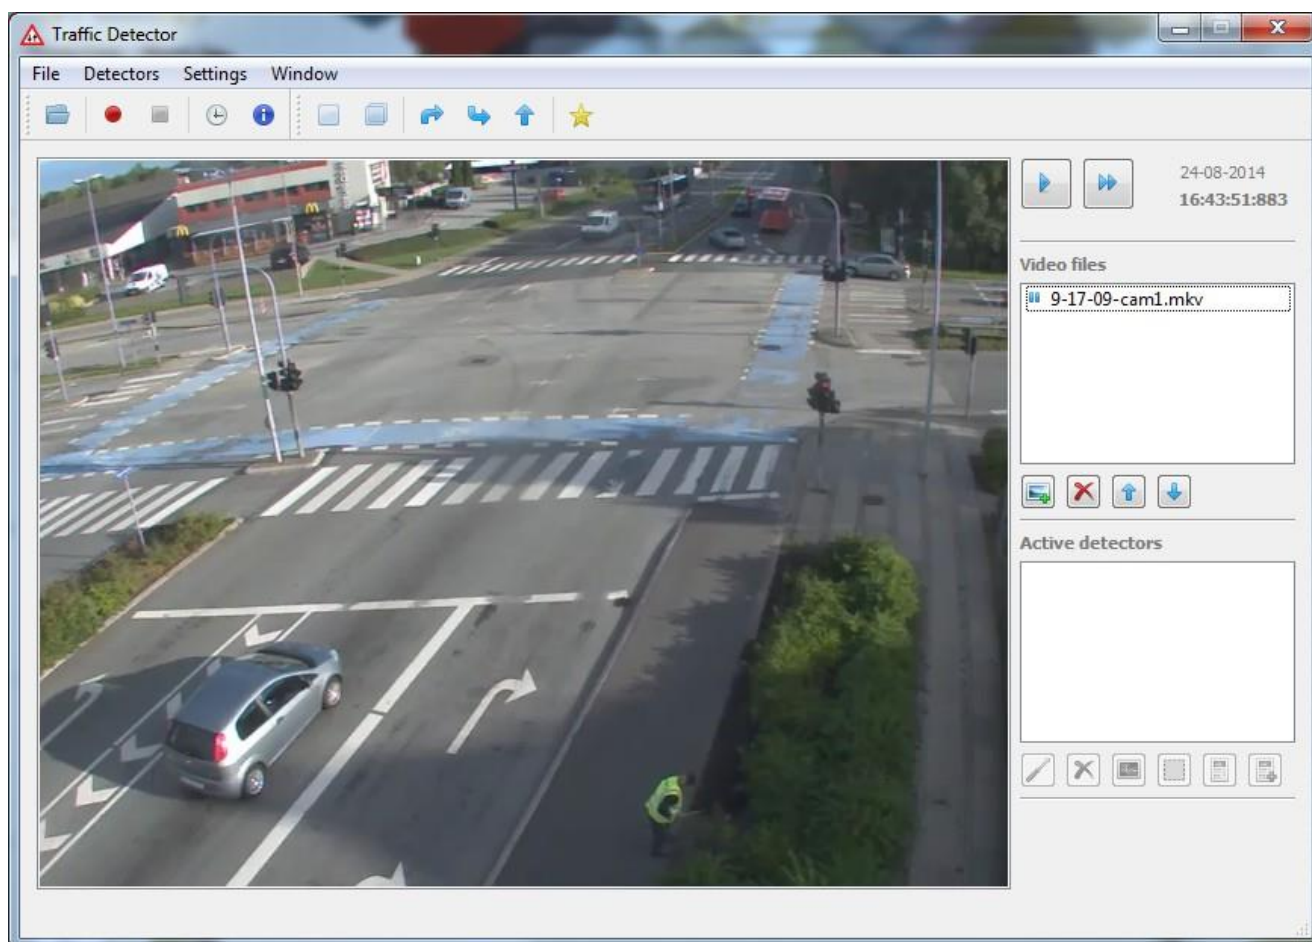 Traffic Detector
File Detectors Settings Window
24-08-2014
16:43:51:883
Video files
9-17-09-cam1.mkv
Active detectors